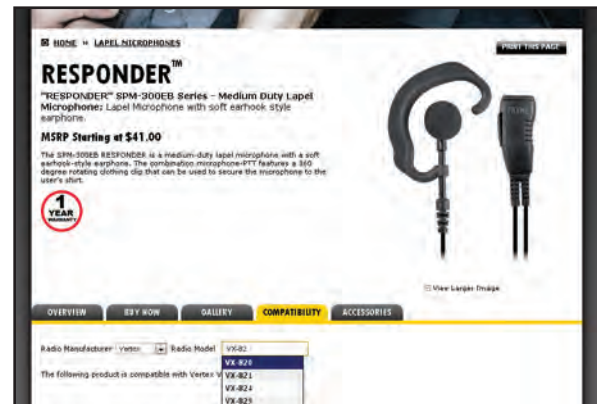 HOME » LAPEL MICROPHONES
PRINT THIS PAGE
RESPONDER™
"RESPONDER" SPM-300EB Series - Medium Duty Lapel
Microphone: Lapel Microphone with soft earhook style
earphone.
MSRP Starting at $41.00
The SPM-300EB RESPONDER is a medium-duty lapel microphone with a soft
earhook-style earphone. The combination microphone-PTT features a 360
degree rotating clothing clip that can be used to secure the microphone to the
user's shirt.
1
YEAR
WARRANTY
View Larger Image
OVERVIEW BUY NOW GALLERY COMPATIBILITY ACCESSORIES
Radio Manufacturer Vertex Radio Model VX-82
The following product is compatible with Vertex
VX-820
VX-821
VX-824